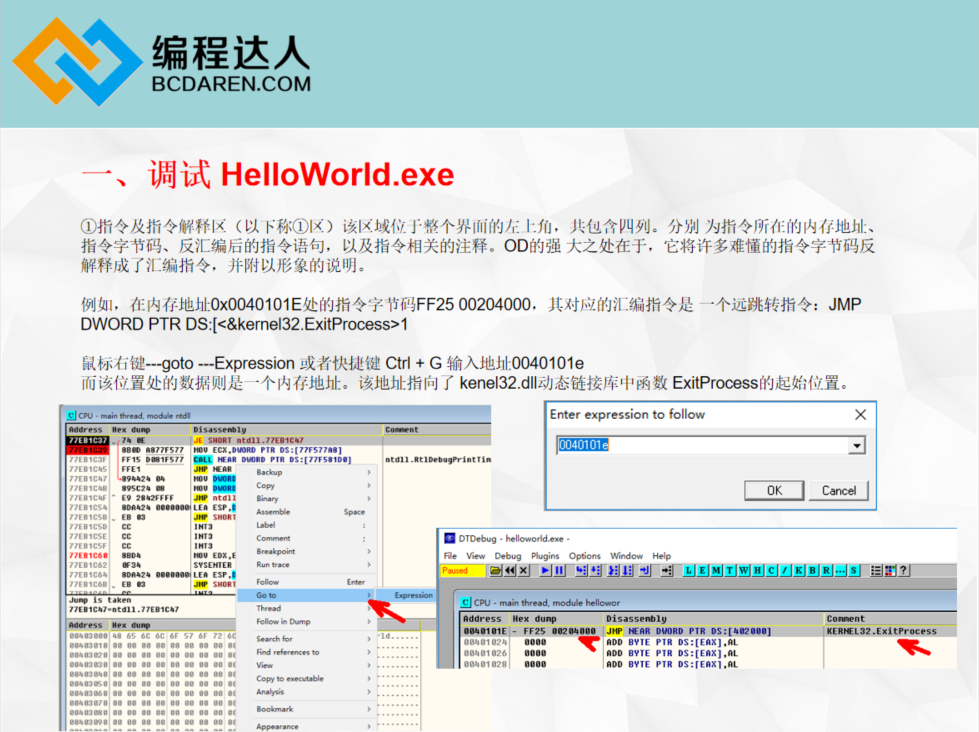 编程达人
BCDAREN.COM
一、调试 HelloWorld.exe
①指令及指令解释区（以下称①区）该区域位于整个界面的左上角，共包含四列。分别 为指令所在的内存地址、
指令字节码、反汇编后的指令语句，以及指令相关的注释。OD的强 大之处在于，它将许多难懂的指令字节码反
解释成了汇编指令，并附以形象的说明。
例如，在内存地址0x0040101E处的指令字节码FF25 00204000，其对应的汇编指令是 一个远跳转指令：JMP
DWORD PTR DS:[<&kernel32.ExitProcess>1
鼠标右键---goto ---Expression 或者快捷键 Ctrl + G 输入地址0040101e
而该位置处的数据则是一个内存地址。该地址指向了 kenel32.dll动态链接库中函数 ExitProcess的起始位置。
CPU - main thread, module ntdll
Address Hex dump Disassembly Comment
77EB1C37 74 0E JE SHORT ntdll.77EB1C47
77EB1C39 8B0D A877F577 MOV ECX,DWORD PTR DS:[77F577A8]
77EB1C3F FF15 D081F577 CALL NEAR DWORD PTR DS:[77F581D0] ntdll.RtlDebugPrintTim
77EB1C45 FFE1 JMP NEAR
77EB1C47 894424 04 MOV DWORD
77EB1C4B 895C24 08 MOV DWORD
77EB1C4F E9 2842FFFF JMP ntdll
77EB1C54 8DA424 0000000 LEA ESP,
77EB1C5B EB 03 JMP SHORT
77EB1C5D CC INT3
77EB1C5E CC INT3
77EB1C5F CC INT3
77EB1C60 8BD4 MOV EDX,E
77EB1C62 0F34 SYSENTER
77EB1C64 8DA424 0000000 LEA ESP,
77EB1C6B EB 03 JMP SHORT
Jump is taken
77EB1C47=ntdll.77EB1C47
Address Hex dump
00403000 48 65 6C 6C 6F 57 6F 72 6C
00403010 00 00 00 00 00 00 00 00
00403020 00 00 00 00 00 00 00 00
00403030 00 00 00 00 00 00 00 00
00403040 00 00 00 00 00 00 00 00
00403050 00 00 00 00 00 00 00 00
00403060 00 00 00 00 00 00 00 00
00403070 00 00 00 00 00 00 00 00
00403080 00 00 00 00 00 00 00 00
00403090 00 00 00 00 00 00 00 00
Backup
Copy
Binary
Assemble Space
Label :
Comment ;
Breakpoint
Run trace
Follow Enter
Go to
Expression
Thread
Follow in Dump
Search for
Find references to
View
Copy to executable
Analysis
Bookmark
Appearance
Enter expression to follow
0040101e
OK Cancel
DTDebug - helloworld.exe -
File View Debug Plugins Options Window Help
Paused L E M T W H C / K B R ... S ?
CPU - main thread, module hellowor
Address Hex dump Disassembly Comment
0040101E - FF25 00204000 JMP NEAR DWORD PTR DS:[402000] KERNEL32.ExitProcess
00401024 0000 ADD BYTE PTR DS:[EAX],AL
00401026 0000 ADD BYTE PTR DS:[EAX],AL
00401028 0000 ADD BYTE PTR DS:[EAX],AL